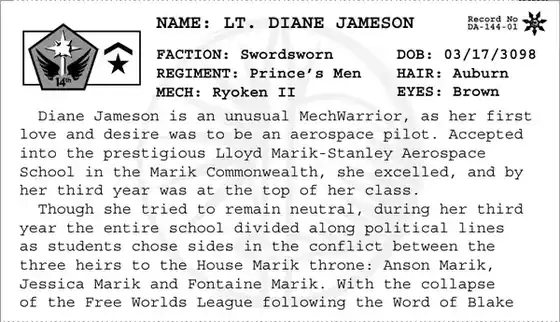 NAME: LT. DIANE JAMESON
Record No
DA-144-01
FACTION: Swordsworn DOB: 03/17/3098
REGIMENT: Prince's Men HAIR: Auburn
MECH: Ryoken II EYES: Brown
14th
Diane Jameson is an unusual MechWarrior, as her first
love and desire was to be an aerospace pilot. Accepted
into the prestigious Lloyd Marik-Stanley Aerospace
School in the Marik Commonwealth, she excelled, and by
her third year was at the top of her class.
Though she tried to remain neutral, during her third
year the entire school divided along political lines
as students chose sides in the conflict between the
three heirs to the House Marik throne: Anson Marik,
Jessica Marik and Fontaine Marik. With the collapse
of the Free Worlds League following the Word of Blake